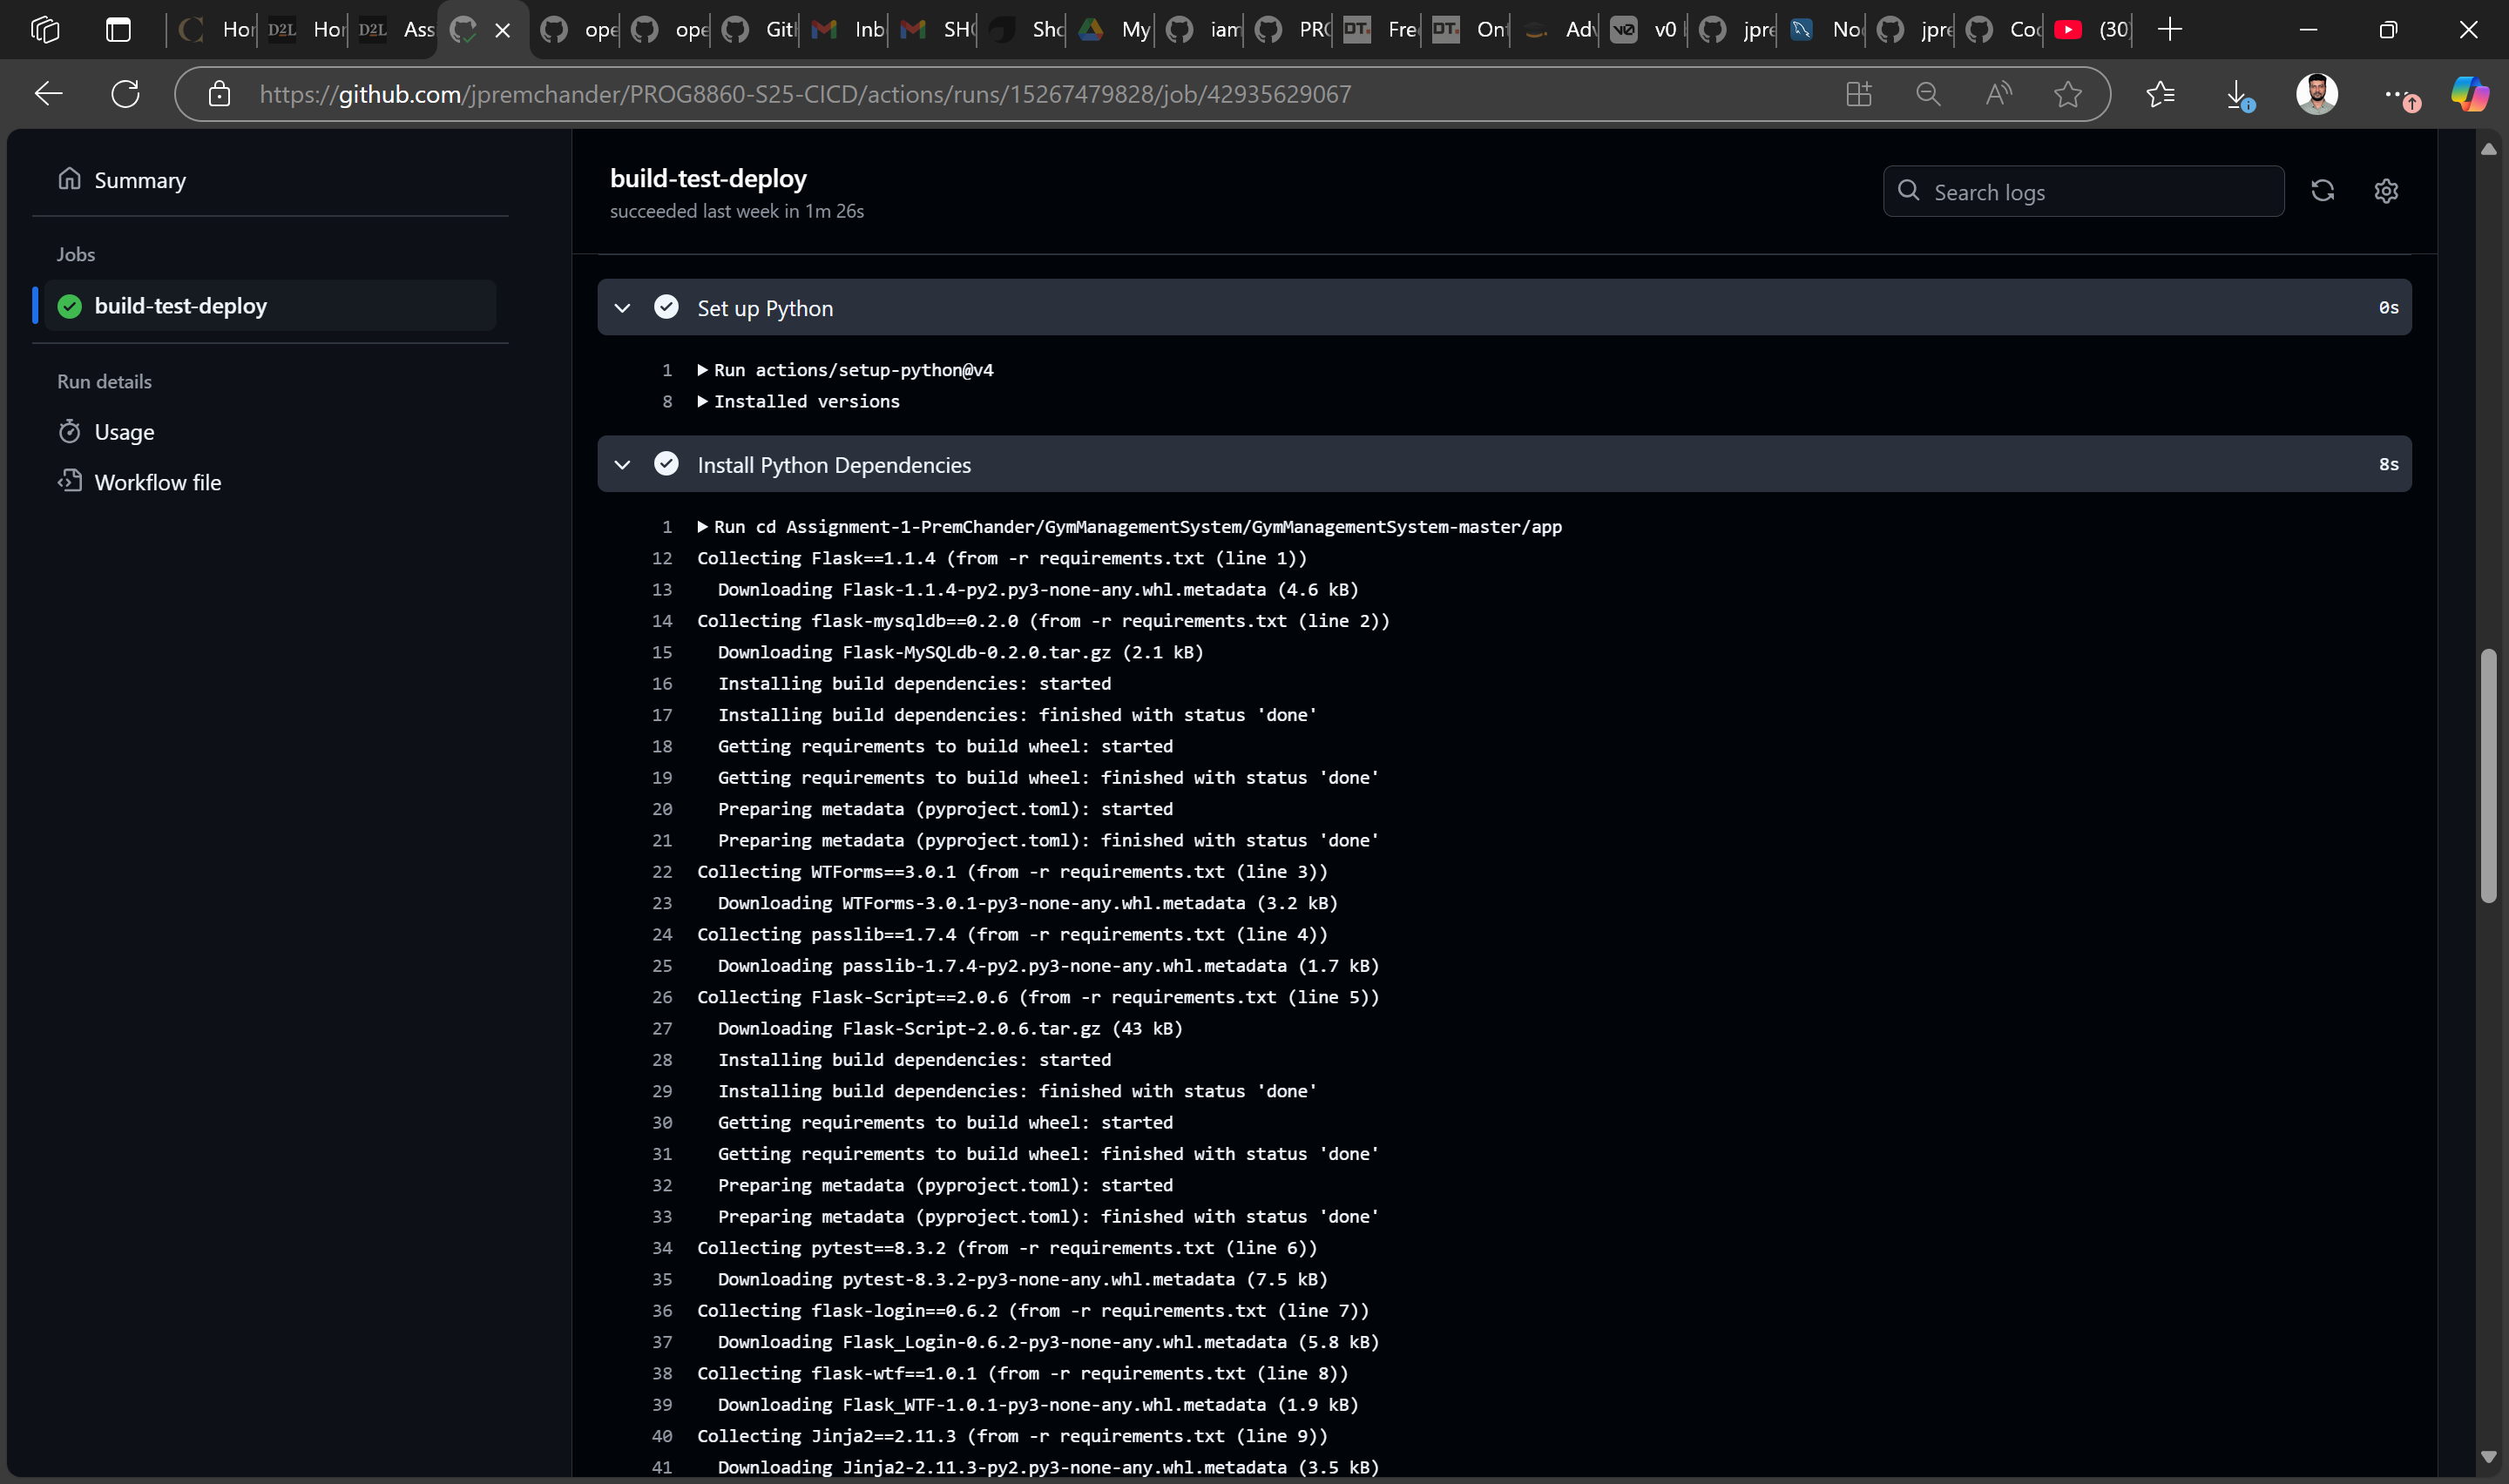 Hor
D2L Hor
D2L Ass
ope
ope
Git
Inb
SH
Sho
My
iam
PRO
DT. Fre
DT. Ont
Adv
v0 v0
jpre
No
jpre
Co
(30)
https://github.com/jpremchander/PROG8860-S25-CICD/actions/runs/15267479828/job/42935629067
Summary
Jobs
build-test-deploy
Run details
Usage
Workflow file
build-test-deploy
succeeded last week in 1m 26s
Search logs
Set up Python 0s
1 Run actions/setup-python@v4
8 Installed versions
Install Python Dependencies 8s
1 Run cd Assignment-1-PremChander/GymManagementSystem/GymManagementSystem-master/app
12 Collecting Flask==1.1.4 (from -r requirements.txt (line 1))
13 Downloading Flask-1.1.4-py2.py3-none-any.whl.metadata (4.6 kB)
14 Collecting flask-mysqldb==0.2.0 (from -r requirements.txt (line 2))
15 Downloading Flask-MySQLdb-0.2.0.tar.gz (2.1 kB)
16 Installing build dependencies: started
17 Installing build dependencies: finished with status 'done'
18 Getting requirements to build wheel: started
19 Getting requirements to build wheel: finished with status 'done'
20 Preparing metadata (pyproject.toml): started
21 Preparing metadata (pyproject.toml): finished with status 'done'
22 Collecting WTForms==3.0.1 (from -r requirements.txt (line 3))
23 Downloading WTForms-3.0.1-py3-none-any.whl.metadata (3.2 kB)
24 Collecting passlib==1.7.4 (from -r requirements.txt (line 4))
25 Downloading passlib-1.7.4-py2.py3-none-any.whl.metadata (1.7 kB)
26 Collecting Flask-Script==2.0.6 (from -r requirements.txt (line 5))
27 Downloading Flask-Script-2.0.6.tar.gz (43 kB)
28 Installing build dependencies: started
29 Installing build dependencies: finished with status 'done'
30 Getting requirements to build wheel: started
31 Getting requirements to build wheel: finished with status 'done'
32 Preparing metadata (pyproject.toml): started
33 Preparing metadata (pyproject.toml): finished with status 'done'
34 Collecting pytest==8.3.2 (from -r requirements.txt (line 6))
35 Downloading pytest-8.3.2-py3-none-any.whl.metadata (7.5 kB)
36 Collecting flask-login==0.6.2 (from -r requirements.txt (line 7))
37 Downloading Flask_Login-0.6.2-py3-none-any.whl.metadata (5.8 kB)
38 Collecting flask-wtf==1.0.1 (from -r requirements.txt (line 8))
39 Downloading Flask_WTF-1.0.1-py3-none-any.whl.metadata (1.9 kB)
40 Collecting Jinja2==2.11.3 (from -r requirements.txt (line 9))
41 Downloading Jinja2-2.11.3-py2.py3-none-any.whl.metadata (3.5 kB)